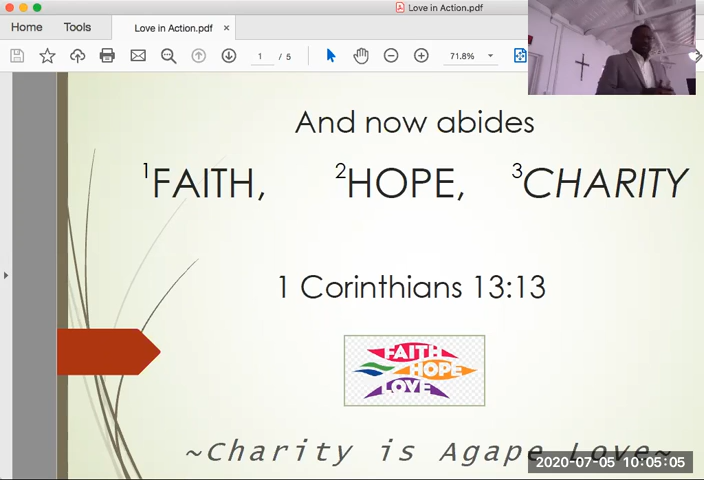 Love in Action.pdf
Home Tools Love in Action.pdf ×
1 / 5 71.8%
And now abides
1FAITH, 2HOPE, 3CHARITY
1 Corinthians 13:13
FAITH
HOPE
LOVE
~Charity is Agape Love~
2020-07-05 10:05:05